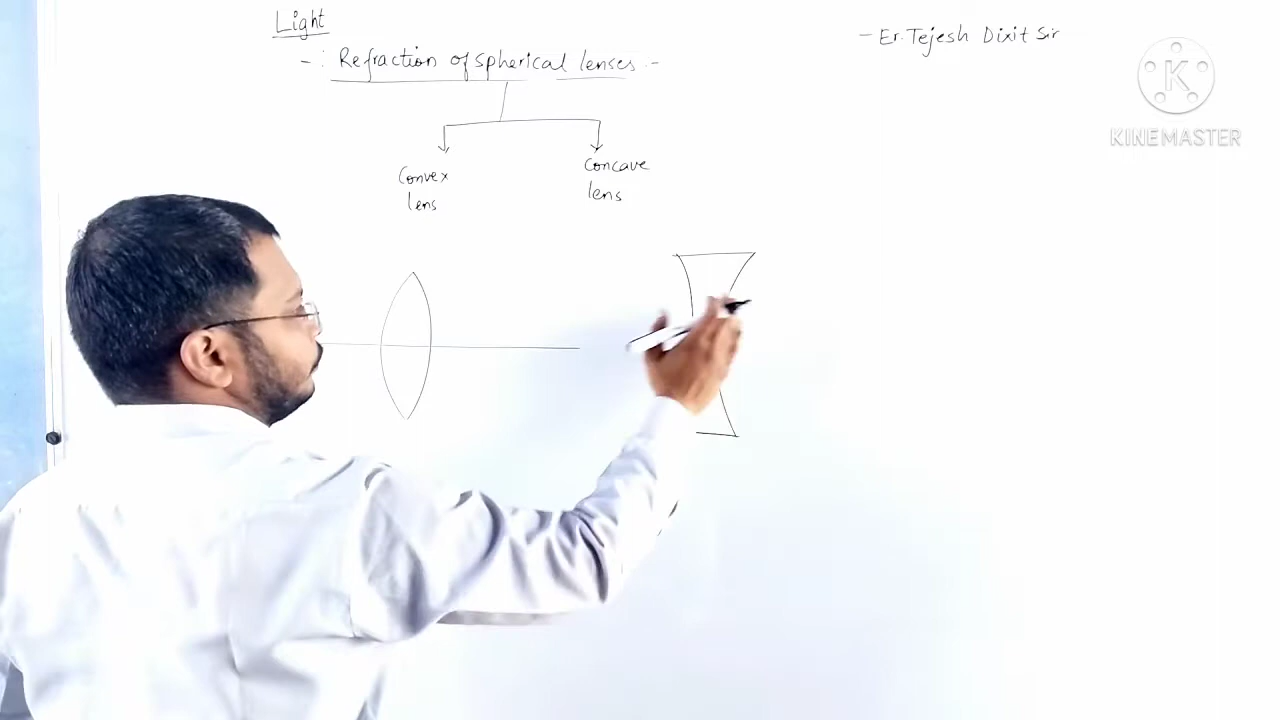 Light
- Er. Tejesh Dixit Sir
- : Refraction of spherical lenses :-
Convex
lens
Concave
lens
K
KINEMASTER